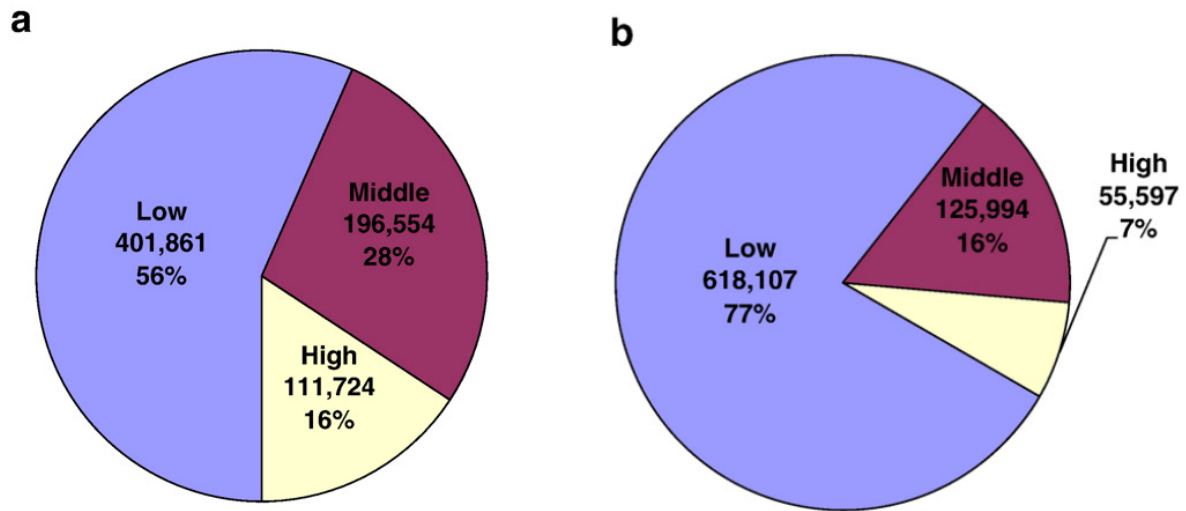 a
Low
401,861
56%
Middle
196,554
28%
High
111,724
16%
b
Low
618,107
77%
Middle
125,994
16%
High
55,597
7%